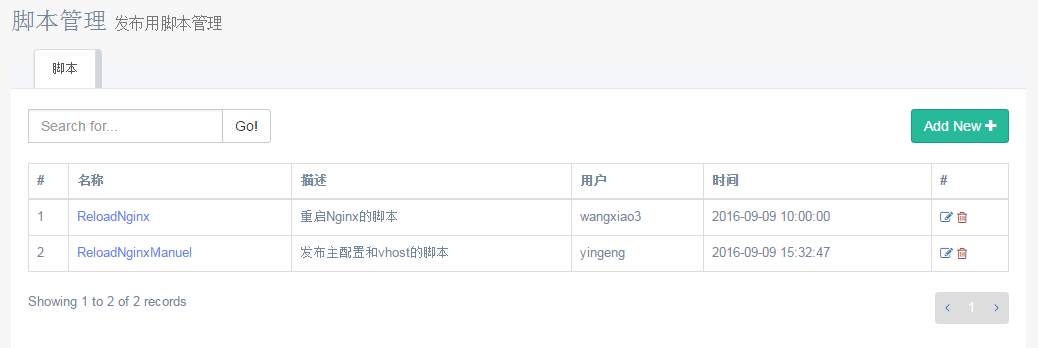 脚本管理 发布用脚本管理
脚本
Search for... Go! Add New
# 名称 描述 用户 时间 #
1 ReloadNginx 重启Nginx的脚本 wangxiao3 2016-09-09 10:00:00
2 ReloadNginxManuel 发布主配置和vhost的脚本 yingeng 2016-09-09 15:32:47
Showing 1 to 2 of 2 records ‹ 1 ›